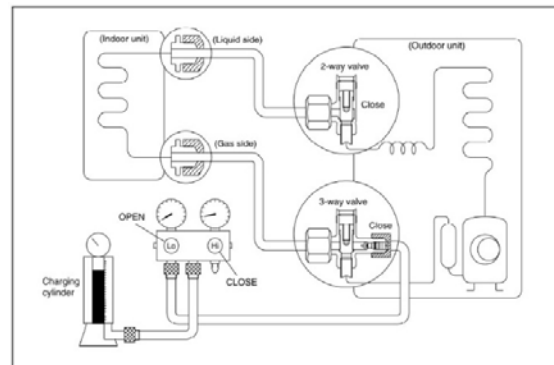 (Indoor unit)
(Liquid side)
(Outdoor unit)
2-way valve
Close
(Gas side)
3-way valve
Close
OPEN
Lo
Hi
CLOSE
Charging
cylinder